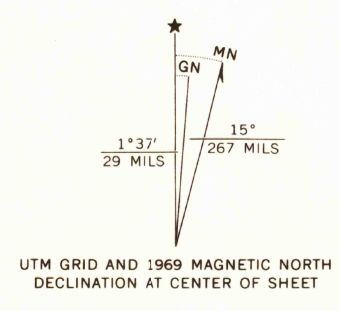 MN
GN
1°37′
29 MILS
15°
267 MILS
UTM GRID AND 1969 MAGNETIC NORTH
DECLINATION AT CENTER OF SHEET